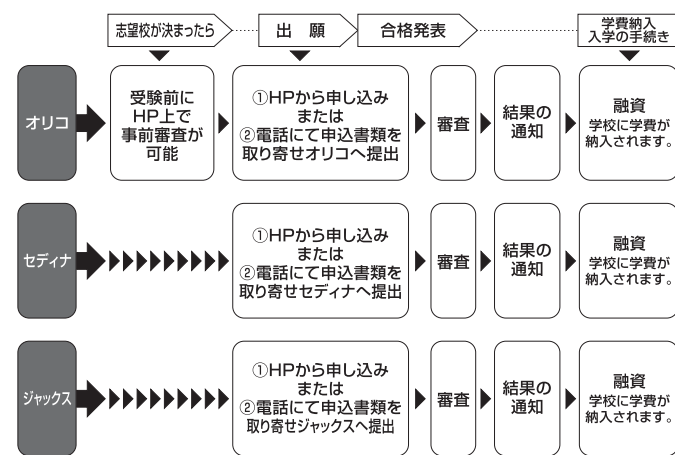 志望校が決まったら
出 願
合格発表
学費納入
入学の手続き
オリコ
受験前に
HP上で
事前審査が
可能
①HPから申し込み
または
②電話にて申込書類を
取り寄せオリコへ提出
審査
結果の
通知
融資
学校に学費が
納入されます。
セディナ
①HPから申し込み
または
②電話にて申込書類を
取り寄せセディナへ提出
審査
結果の
通知
融資
学校に学費が
納入されます。
ジャックス
①HPから申し込み
または
②電話にて申込書類を
取り寄せジャックスへ提出
審査
結果の
通知
融資
学校に学費が
納入されます。